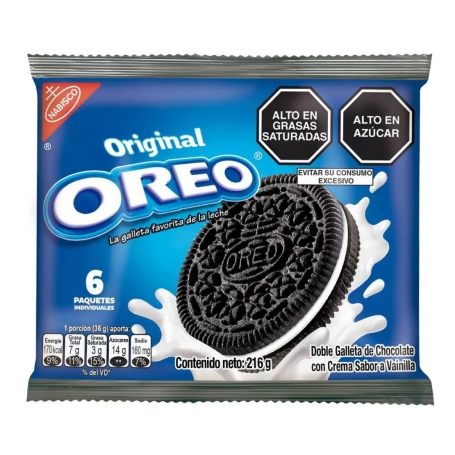 NABISCO
Original
OREO
®
®
La galleta favorita de la leche
ALTO EN
GRASAS
SATURADAS
ALTO EN
AZÚCAR
EVITAR SU CONSUMO
EXCESIVO
OREO
6
PAQUETES
INDIVIDUALES
1 porción (36 g) aporta:
Energía
170kcal
9%
Grasa
Total
7 g
11%
Grasa
Saturada
3 g
15%
Azúcares
14 g
**
Sodio
160 mg
7%
% del VD*
Contenido neto: 216 g
Doble Galleta de Chocolate
con Crema Sabor a Vainilla